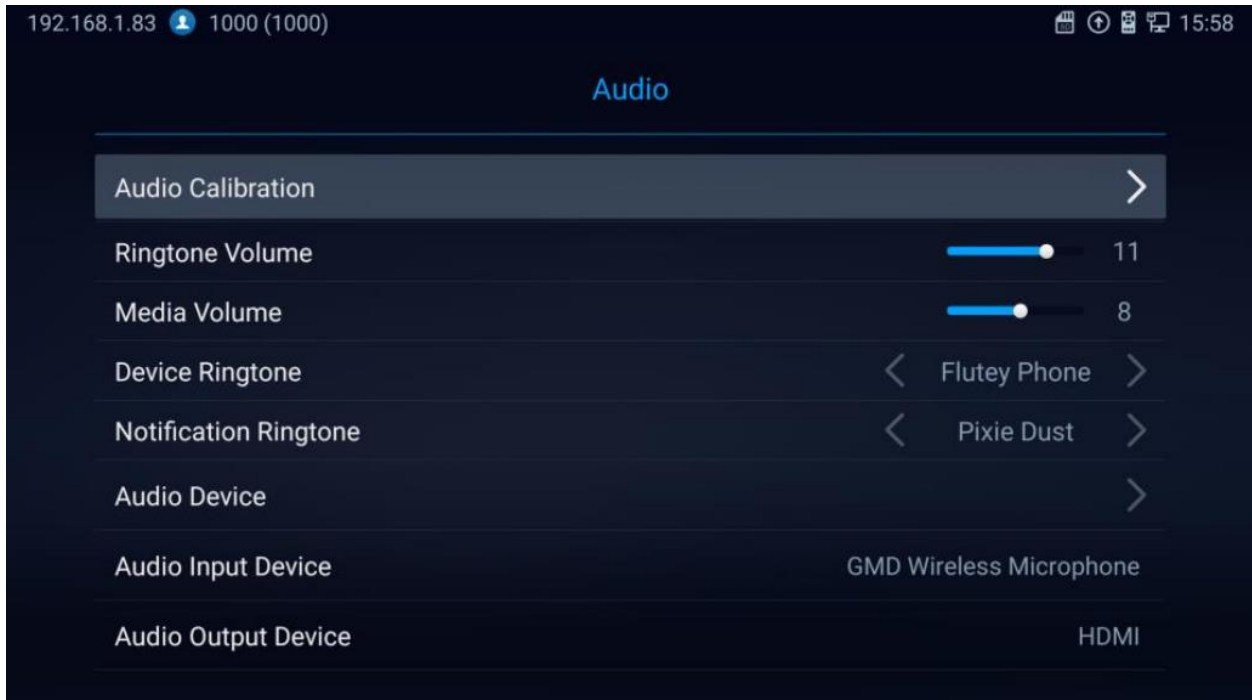 192.168.1.83 1000 (1000) 15:58
Audio
Audio Calibration
Ringtone Volume 11
Media Volume 8
Device Ringtone Flutey Phone
Notification Ringtone Pixie Dust
Audio Device
Audio Input Device GMD Wireless Microphone
Audio Output Device HDMI